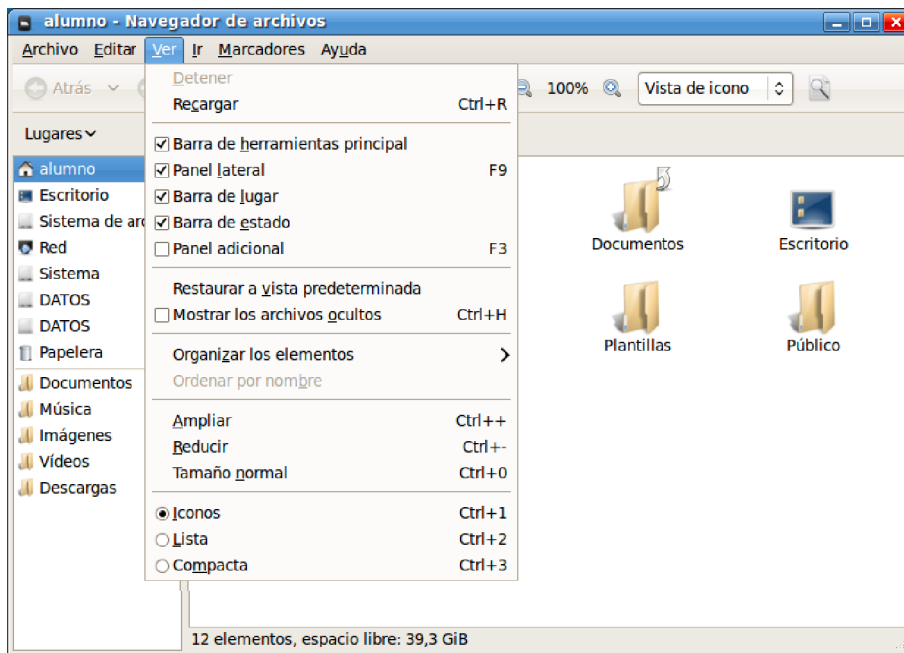 alumno - Navegador de archivos
Archivo Editar Ver Ir Marcadores Ayuda
Atrás 100% Vista de icono
Detener
Recargar Ctrl+R
Lugares
Barra de herramientas principal
Panel lateral F9
Barra de lugar
Barra de estado
Panel adicional F3
Restaurar a vista predeterminada
Mostrar los archivos ocultos Ctrl+H
Organizar los elementos
Ordenar por nombre
Ampliar Ctrl++
Reducir Ctrl+-
Tamaño normal Ctrl+0
Iconos Ctrl+1
Lista Ctrl+2
Compacta Ctrl+3
alumno
Escritorio
Sistema de
Red
Sistema
DATOS
DATOS
Papelera
Documentos
Música
Imágenes
Vídeos
Descargas
Documentos Escritorio
Plantillas Público
12 elementos, espacio libre: 39,3 GiB